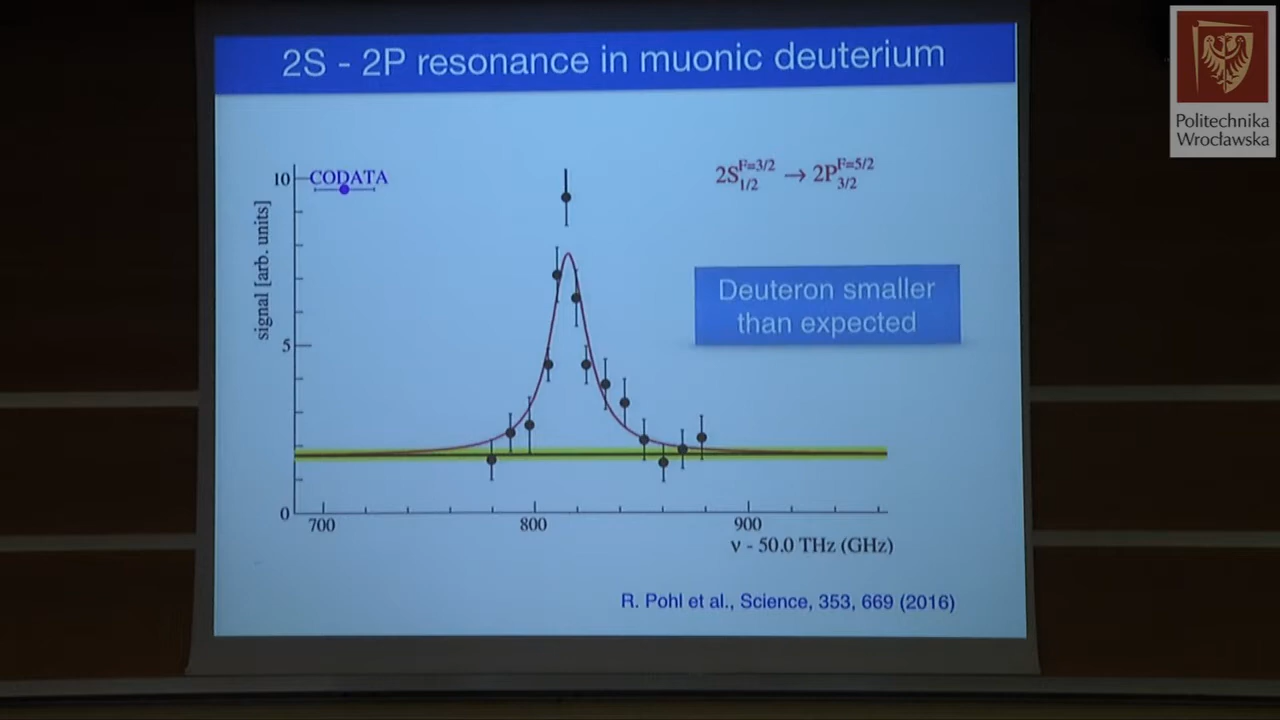 2S - 2P resonance in muonic deuterium
Politechnika
Wrocławska
10
CODATA
2S F=3/2 1/2 → 2P F=5/2 3/2
signal [arb. units]
Deuteron smaller
than expected
5
0
700
800
900
ν - 50.0 THz (GHz)
R. Pohl et al., Science, 353, 669 (2016)